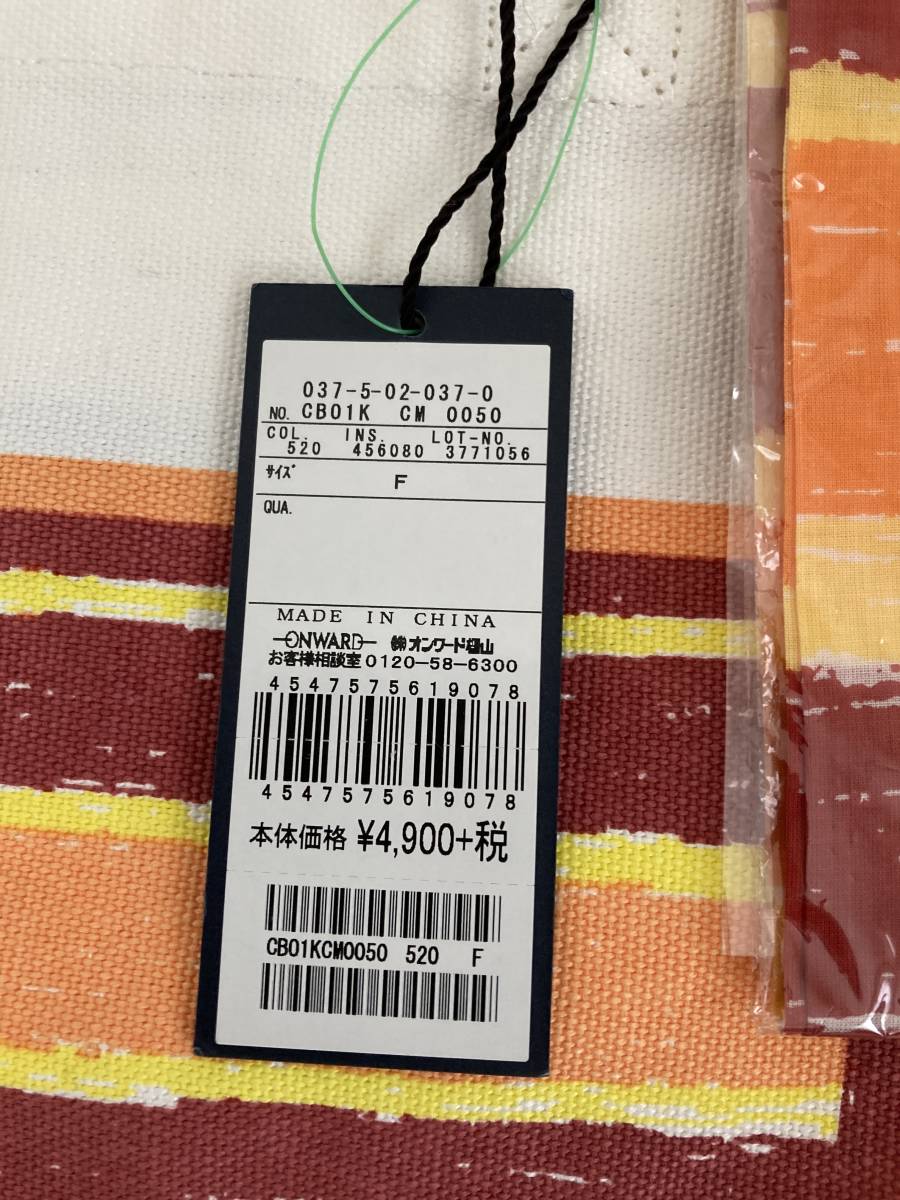 037-5-02-037-0
NO. CB01K CM 0050
COL. INS. LOT-NO.
520 456080 3771056
ｻｲｽﾞ F
QUA.
MADE IN CHINA
ONWARD ㈱オンワード樫山
お客様相談室 0120-58-6300
4547575619078
4547575619078
本体価格 ¥4,900+税
CB01KCM0050 520 F